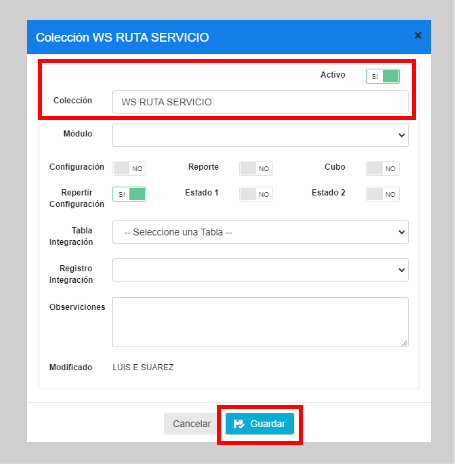 Colección WS RUTA SERVICIO ×
Activo SI
Colección WS RUTA SERVICIO
Módulo
Configuración NO Reporte NO Cubo NO
Repertir Configuración SI Estado 1 NO Estado 2 NO
Tabla Integración -- Seleccione una Tabla --
Registro Integración
Observiciones
Modificado LUIS E SUAREZ
Cancelar Guardar